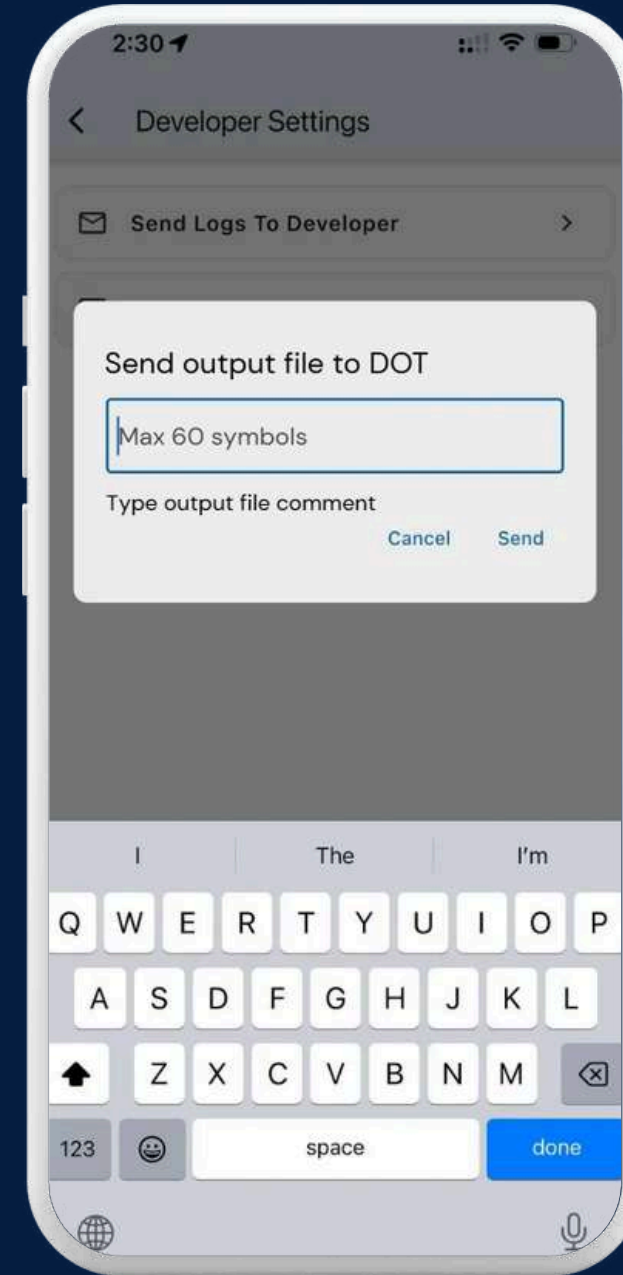 2:30
Developer Settings
Send Logs To Developer
Send output file to DOT
Max 60 symbols
Type output file comment
Cancel Send
I The I'm
Q W E R T Y U I O P
A S D F G H J K L
Z X C V B N M
123 space done